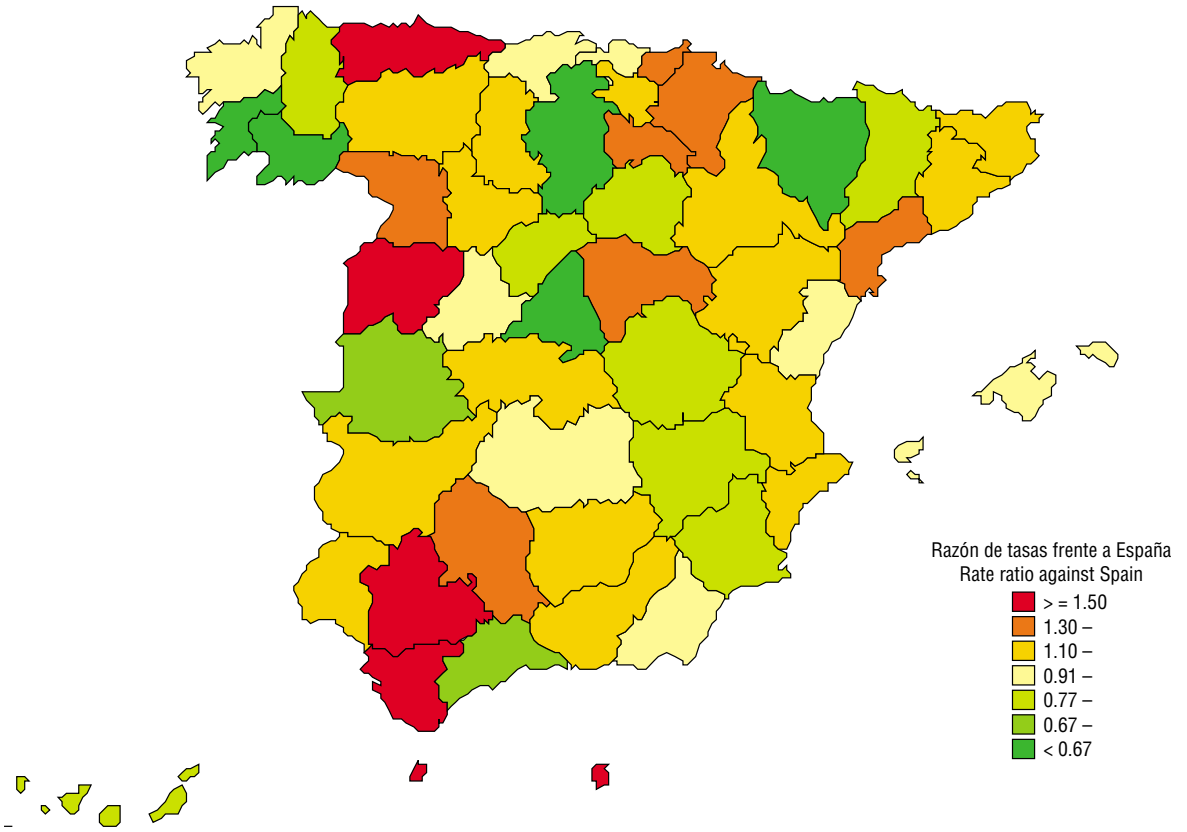 Razón de tasas frente a España
Rate ratio against Spain
> = 1.50
1.30 –
1.10 –
0.91 –
0.77 –
0.67 –
< 0.67